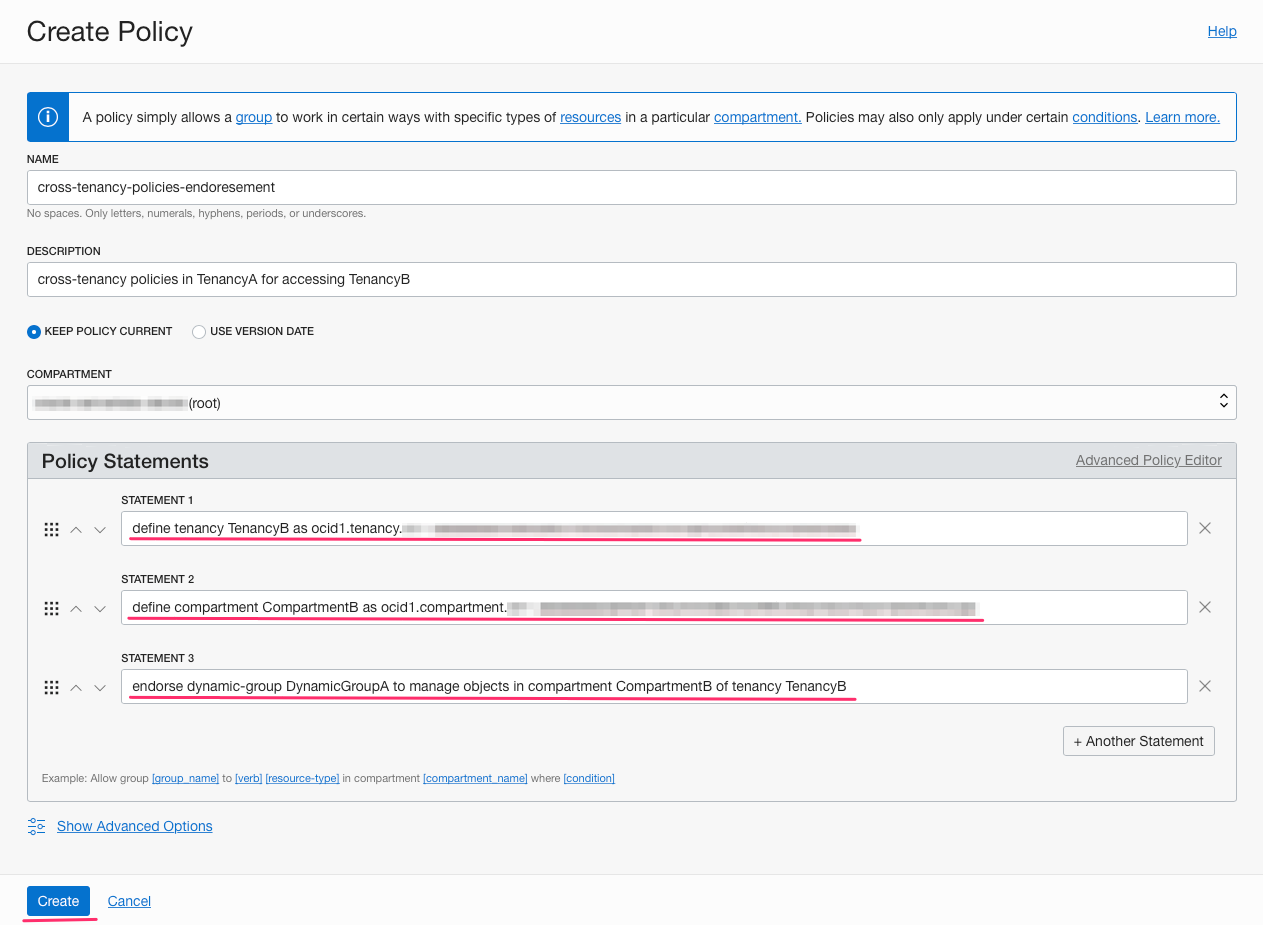 Create Policy
Help
A policy simply allows a group to work in certain ways with specific types of resources in a particular compartment. Policies may also only apply under certain conditions. Learn more.
NAME
cross-tenancy-policies-endoresement
No spaces. Only letters, numerals, hyphens, periods, or underscores.
DESCRIPTION
cross-tenancy policies in TenancyA for accessing TenancyB
KEEP POLICY CURRENT USE VERSION DATE
COMPARTMENT
(root)
Policy Statements
Advanced Policy Editor
STATEMENT 1
define tenancy TenancyB as ocid1.tenancy.
STATEMENT 2
define compartment CompartmentB as ocid1.compartment.
STATEMENT 3
endorse dynamic-group DynamicGroupA to manage objects in compartment CompartmentB of tenancy TenancyB
+ Another Statement
Example: Allow group [group_name] to [verb] [resource-type] in compartment [compartment_name] where [condition]
Show Advanced Options
Create Cancel